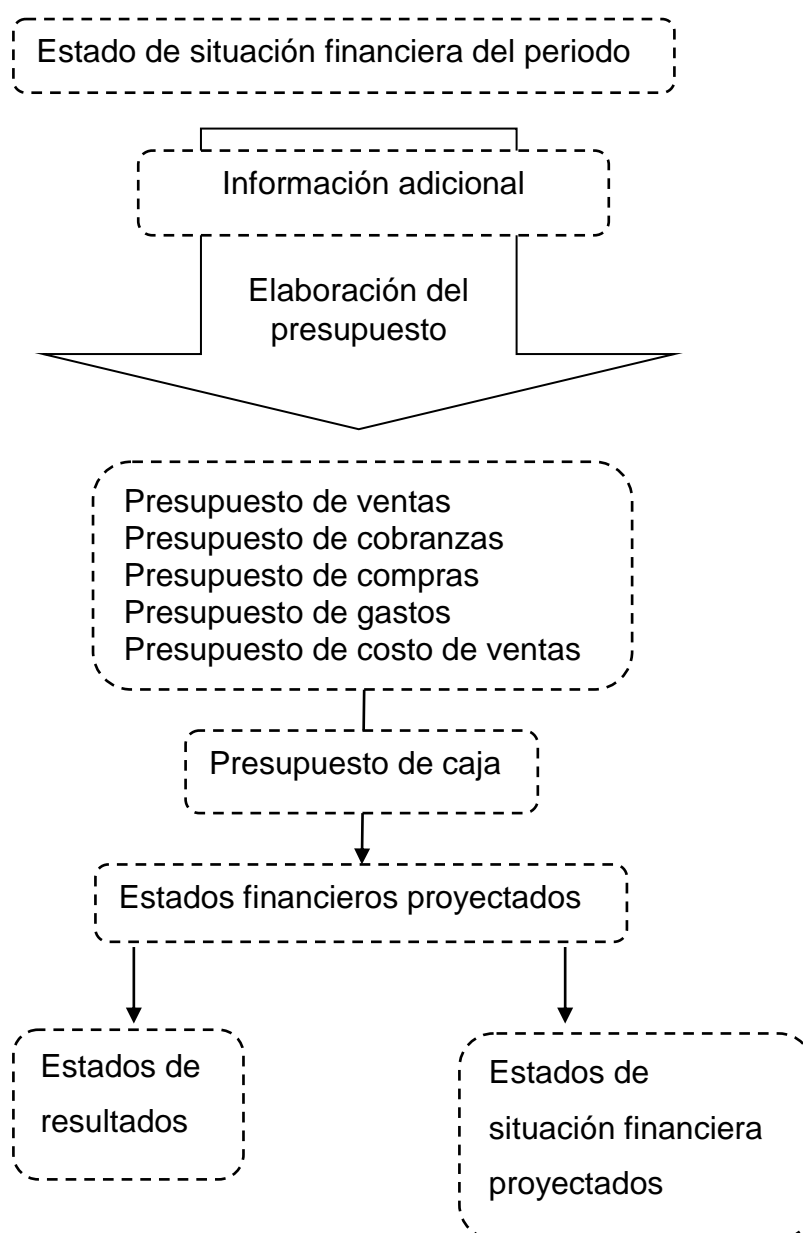 Estado de situación financiera del periodo
Información adicional
Elaboración del
presupuesto
Presupuesto de ventas
Presupuesto de cobranzas
Presupuesto de compras
Presupuesto de gastos
Presupuesto de costo de ventas
Presupuesto de caja
Estados financieros proyectados
Estados de
resultados
Estados de
situación financiera
proyectados